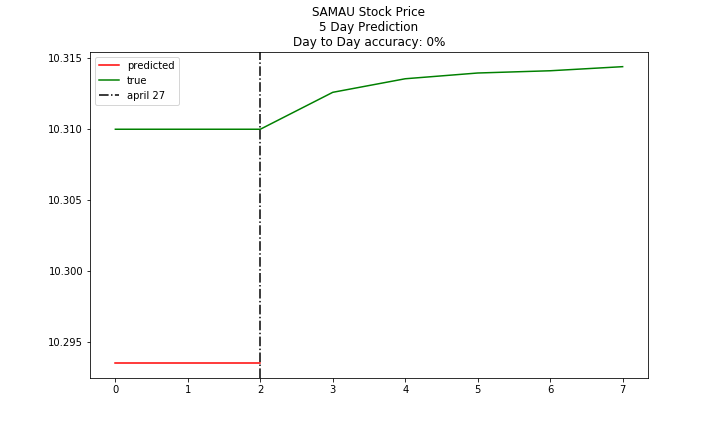 SAMAU Stock Price
5 Day Prediction
Day to Day accuracy: 0%
10.315
predicted
true
april 27
10.310
10.305
10.300
10.295
0 1 2 3 4 5 6 7